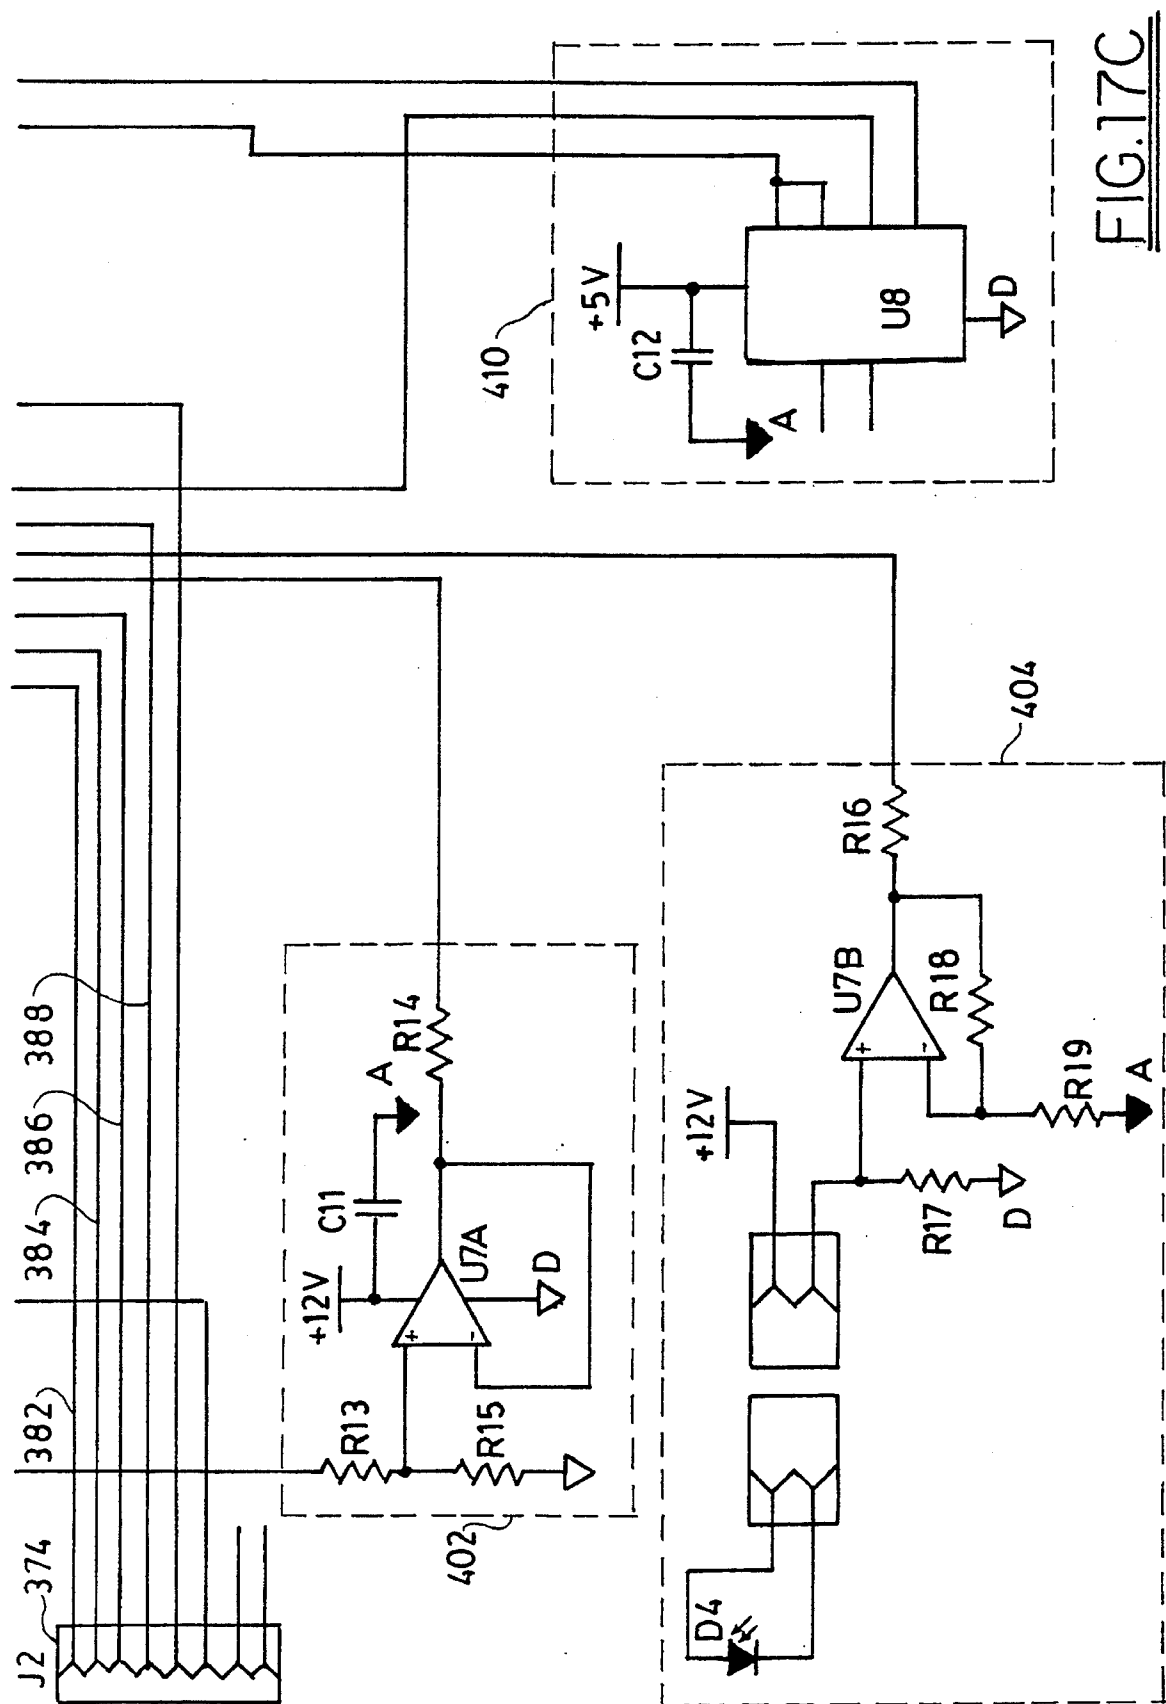 J2
374
382
384
386
388
402
R13
R15
+12V
+
-
U7A
D
C11
A
R14
D4
+12V
R17
D
U7B
+
-
R18
R19
A
R16
404
410
+5V
C12
A
U8
D
FIG.17C